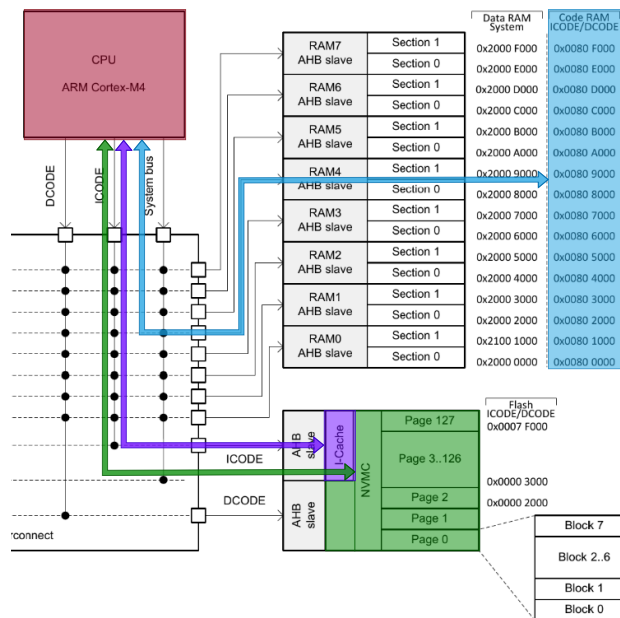 Data RAM
System
Code RAM
ICODE/DCODE
CPU
ARM Cortex-M4
RAM7
AHB slave
Section 1
Section 0
0x2000 F000
0x0080 F000
0x2000 E000
0x0080 E000
RAM6
AHB slave
Section 1
Section 0
0x2000 D000
0x0080 D000
0x2000 C000
0x0080 C000
RAM5
AHB slave
Section 1
Section 0
0x2000 B000
0x0080 B000
0x2000 A000
0x0080 A000
RAM4
AHB slave
Section 1
Section 0
0x2000 9000
0x0080 9000
0x2000 8000
0x0080 8000
RAM3
AHB slave
Section 1
Section 0
0x2000 7000
0x0080 7000
0x2000 6000
0x0080 6000
RAM2
AHB slave
Section 1
Section 0
0x2000 5000
0x0080 5000
0x2000 4000
0x0080 4000
RAM1
AHB slave
Section 1
Section 0
0x2000 3000
0x0080 3000
0x2000 2000
0x0080 2000
RAM0
AHB slave
Section 1
Section 0
0x2100 1000
0x0080 1000
0x2000 0000
0x0080 0000
DCODE
ICODE
System bus
Flash
ICODE/DCODE
0x0007 F000
0x0000 3000
0x0000 2000
ICODE
DCODE
AHB
slave
AHB
slave
I-Cache
NVMC
Page 127
Page 3..126
Page 2
Page 1
Page 0
Block 7
Block 2..6
Block 1
Block 0
erconnect